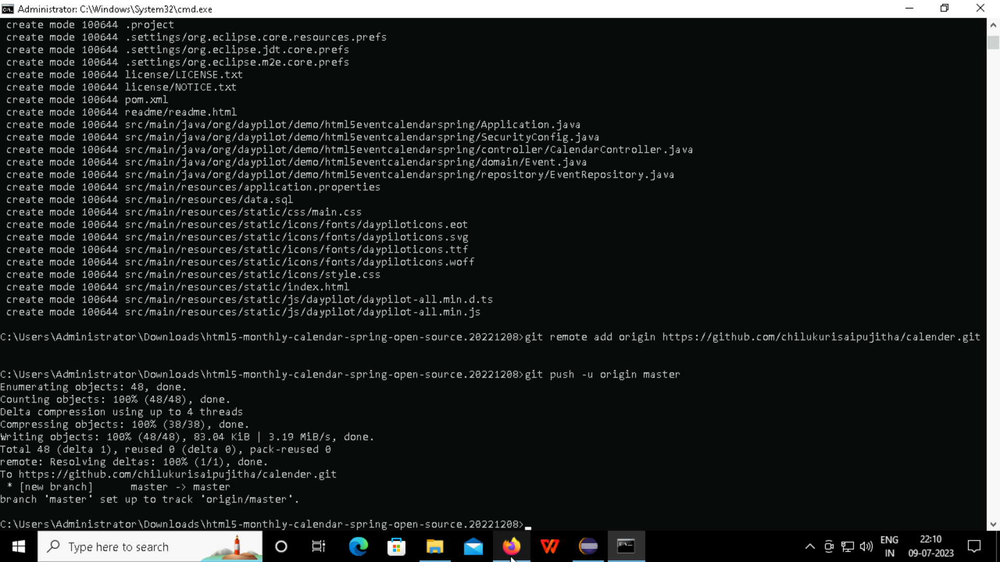 Administrator: C:\Windows\System32\cmd.exe
create mode 100644 .project
create mode 100644 .settings/org.eclipse.core.resources.prefs
create mode 100644 .settings/org.eclipse.jdt.core.prefs
create mode 100644 .settings/org.eclipse.m2e.core.prefs
create mode 100644 license/LICENSE.txt
create mode 100644 license/NOTICE.txt
create mode 100644 pom.xml
create mode 100644 readme/readme.html
create mode 100644 src/main/java/org/daypilot/demo/html5eventcalendarspring/Application.java
create mode 100644 src/main/java/org/daypilot/demo/html5eventcalendarspring/SecurityConfig.java
create mode 100644 src/main/java/org/daypilot/demo/html5eventcalendarspring/controller/CalendarController.java
create mode 100644 src/main/java/org/daypilot/demo/html5eventcalendarspring/domain/Event.java
create mode 100644 src/main/java/org/daypilot/demo/html5eventcalendarspring/repository/EventRepository.java
create mode 100644 src/main/resources/application.properties
create mode 100644 src/main/resources/data.sql
create mode 100644 src/main/resources/static/css/main.css
create mode 100644 src/main/resources/static/icons/fonts/daypiloticons.eot
create mode 100644 src/main/resources/static/icons/fonts/daypiloticons.svg
create mode 100644 src/main/resources/static/icons/fonts/daypiloticons.ttf
create mode 100644 src/main/resources/static/icons/fonts/daypiloticons.woff
create mode 100644 src/main/resources/static/icons/style.css
create mode 100644 src/main/resources/static/index.html
create mode 100644 src/main/resources/static/js/daypilot/daypilot-all.min.d.ts
create mode 100644 src/main/resources/static/js/daypilot/daypilot-all.min.js
C:\Users\Administrator\Downloads\html5-monthly-calendar-spring-open-source.20221208>git remote add origin https://github.com/chilukurisaipujitha/calender.git
C:\Users\Administrator\Downloads\html5-monthly-calendar-spring-open-source.20221208>git push -u origin master
Enumerating objects: 48, done.
Counting objects: 100% (48/48), done.
Delta compression using up to 4 threads
Compressing objects: 100% (38/38), done.
Writing objects: 100% (48/48), 83.04 KiB | 3.19 MiB/s, done.
Total 48 (delta 1), reused 0 (delta 0), pack-reused 0
remote: Resolving deltas: 100% (1/1), done.
To https://github.com/chilukurisaipujitha/calender.git
* [new branch]      master -> master
branch 'master' set up to track 'origin/master'.
C:\Users\Administrator\Downloads\html5-monthly-calendar-spring-open-source.20221208>
Type here to search
ENG
IN
22:10
09-07-2023